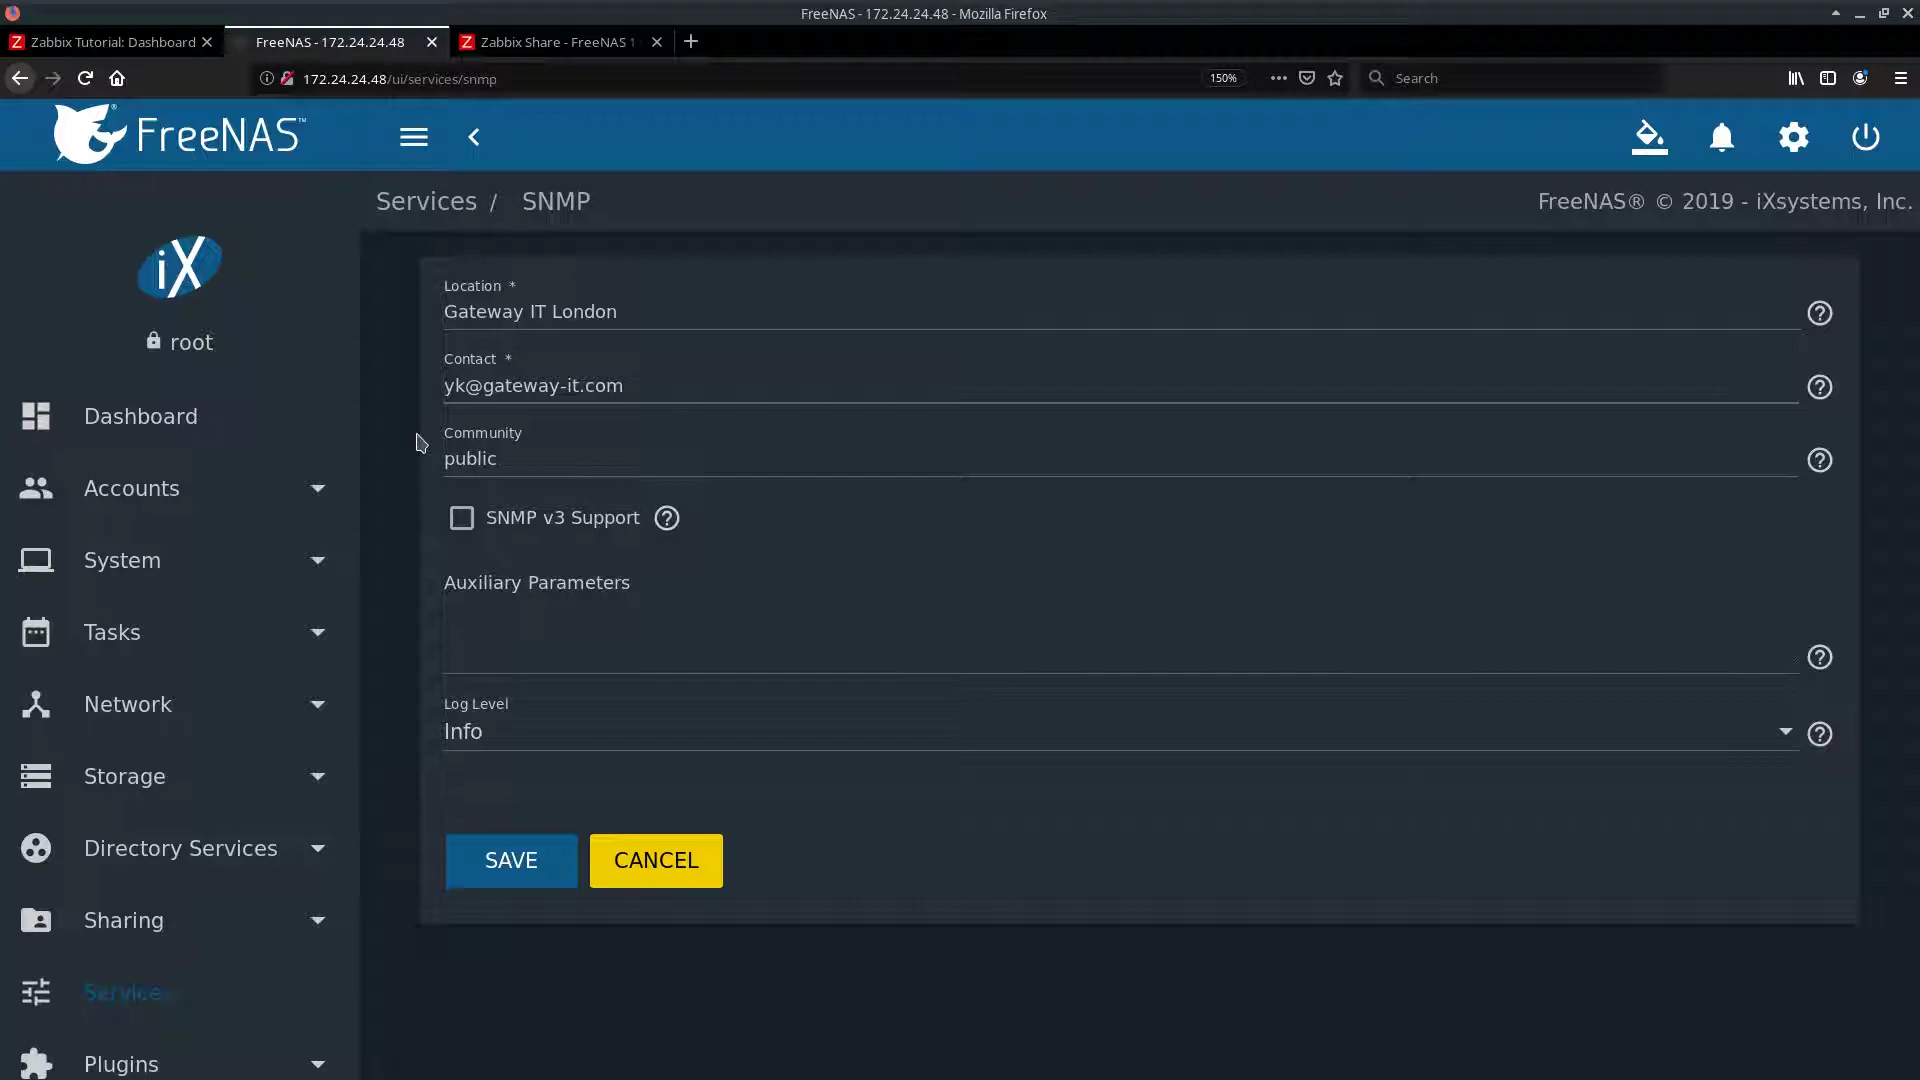 FreeNAS - 172.24.24.48 - Mozilla Firefox
Zabbix Tutorial: Dashboard
FreeNAS - 172.24.24.48
Zabbix Share - FreeNAS 1
172.24.24.48/ui/services/snmp
150%
Search
FreeNAS™
Services / SNMP
FreeNAS® © 2019 - iXsystems, Inc.
iX
root
Dashboard
Accounts
System
Tasks
Network
Storage
Directory Services
Sharing
Services
Plugins
Location *
Gateway IT London
Contact *
yk@gateway-it.com
Community
public
SNMP v3 Support
Auxiliary Parameters
Log Level
Info
SAVE
CANCEL